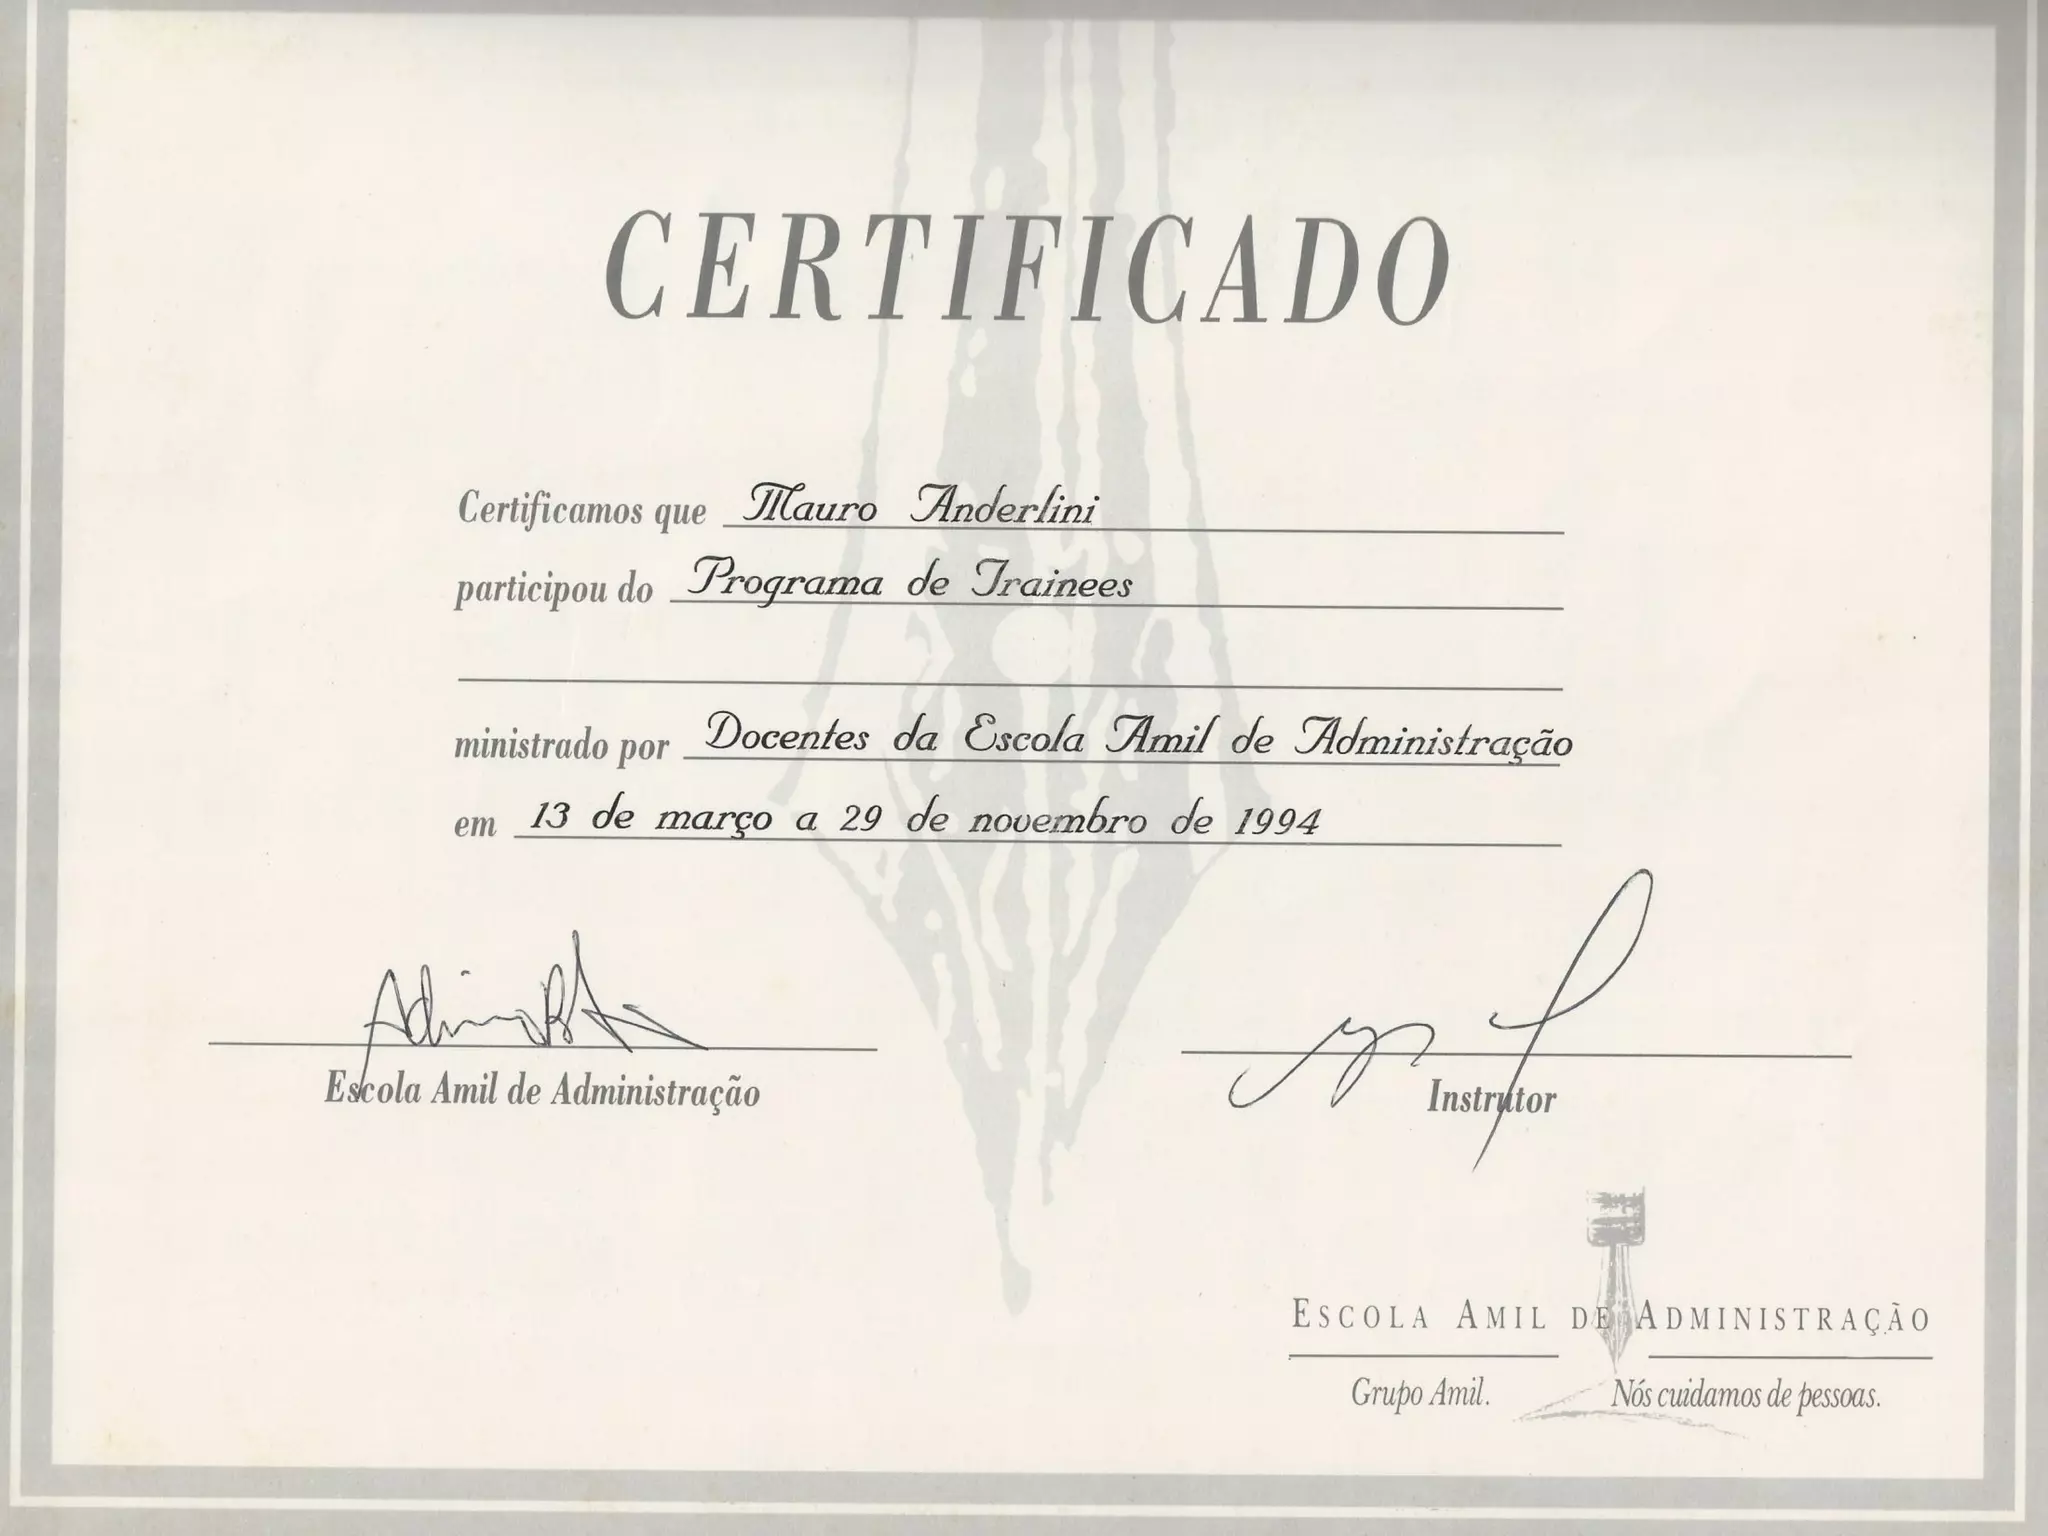 CERTIFICADO
Certificamos que Mauro Anderlini
participou do Programa de Trainees
ministrado por Docentes da Escola Amil de Administração
em 13 de março a 29 de novembro de 1994
Escola Amil de Administração
Instrutor
ESCOLA AMIL DE ADMINISTRAÇÃO
Grupo Amil. Nós cuidamos de pessoas.